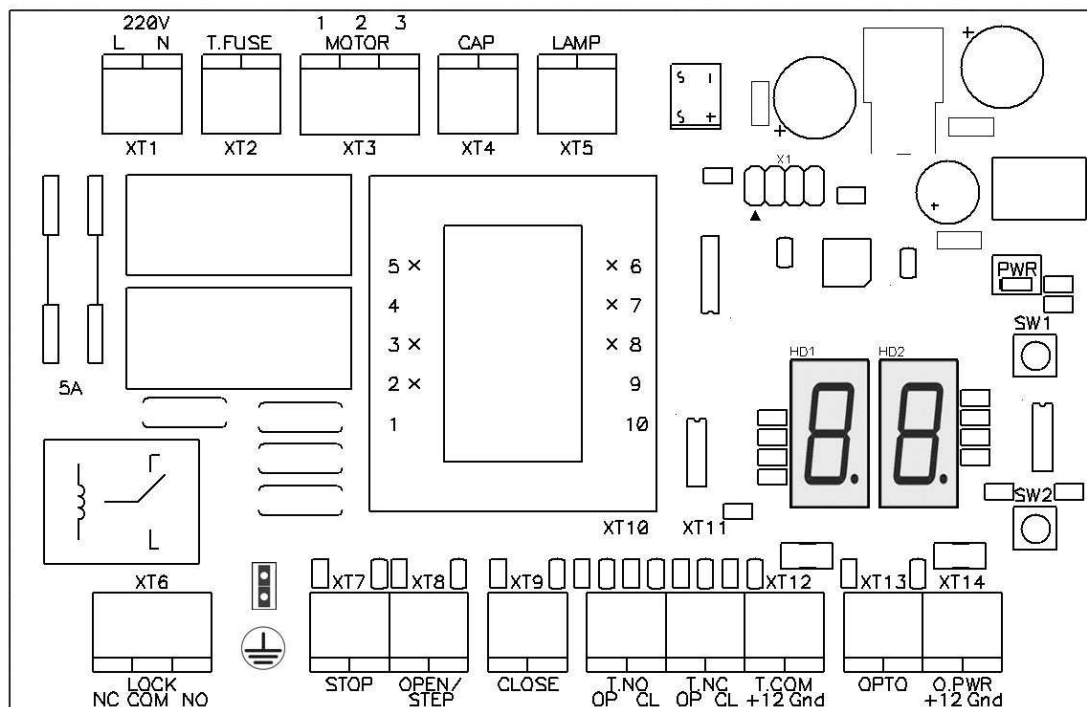 220V 1 2 3
L N T.FUSE MOTOR CAP LAMP
XT1 XT2 XT3 XT4 XT5
S -
S +
+
+
X1
+
5 × × 6
4 × 7
3 × × 8
2 × 9
1 10
PWR
SW1
HD1 HD2
5A
8. 8.
SW2
XT10 XT11
XT6 XT7 XT8 XT9 XT12 XT13 XT14
LOCK STOP OPEN/ CLOSE T.NO T.NC T.COM OPTO O.PWR
NC COM NO STEP OP CL OP CL +12 Gnd +12 Gnd